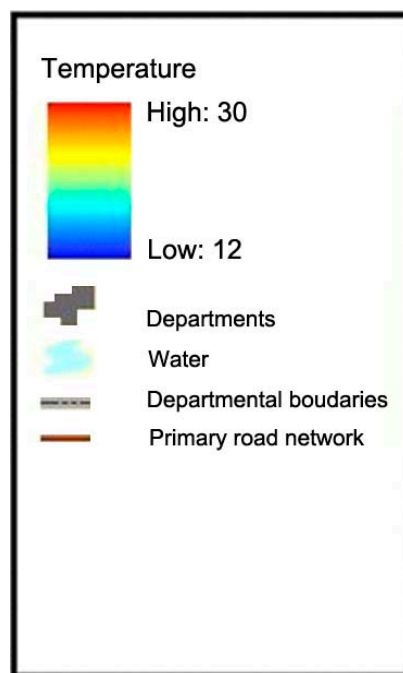 Temperature
High: 30
Low: 12
Departments
Water
Departmental boudaries
Primary road network